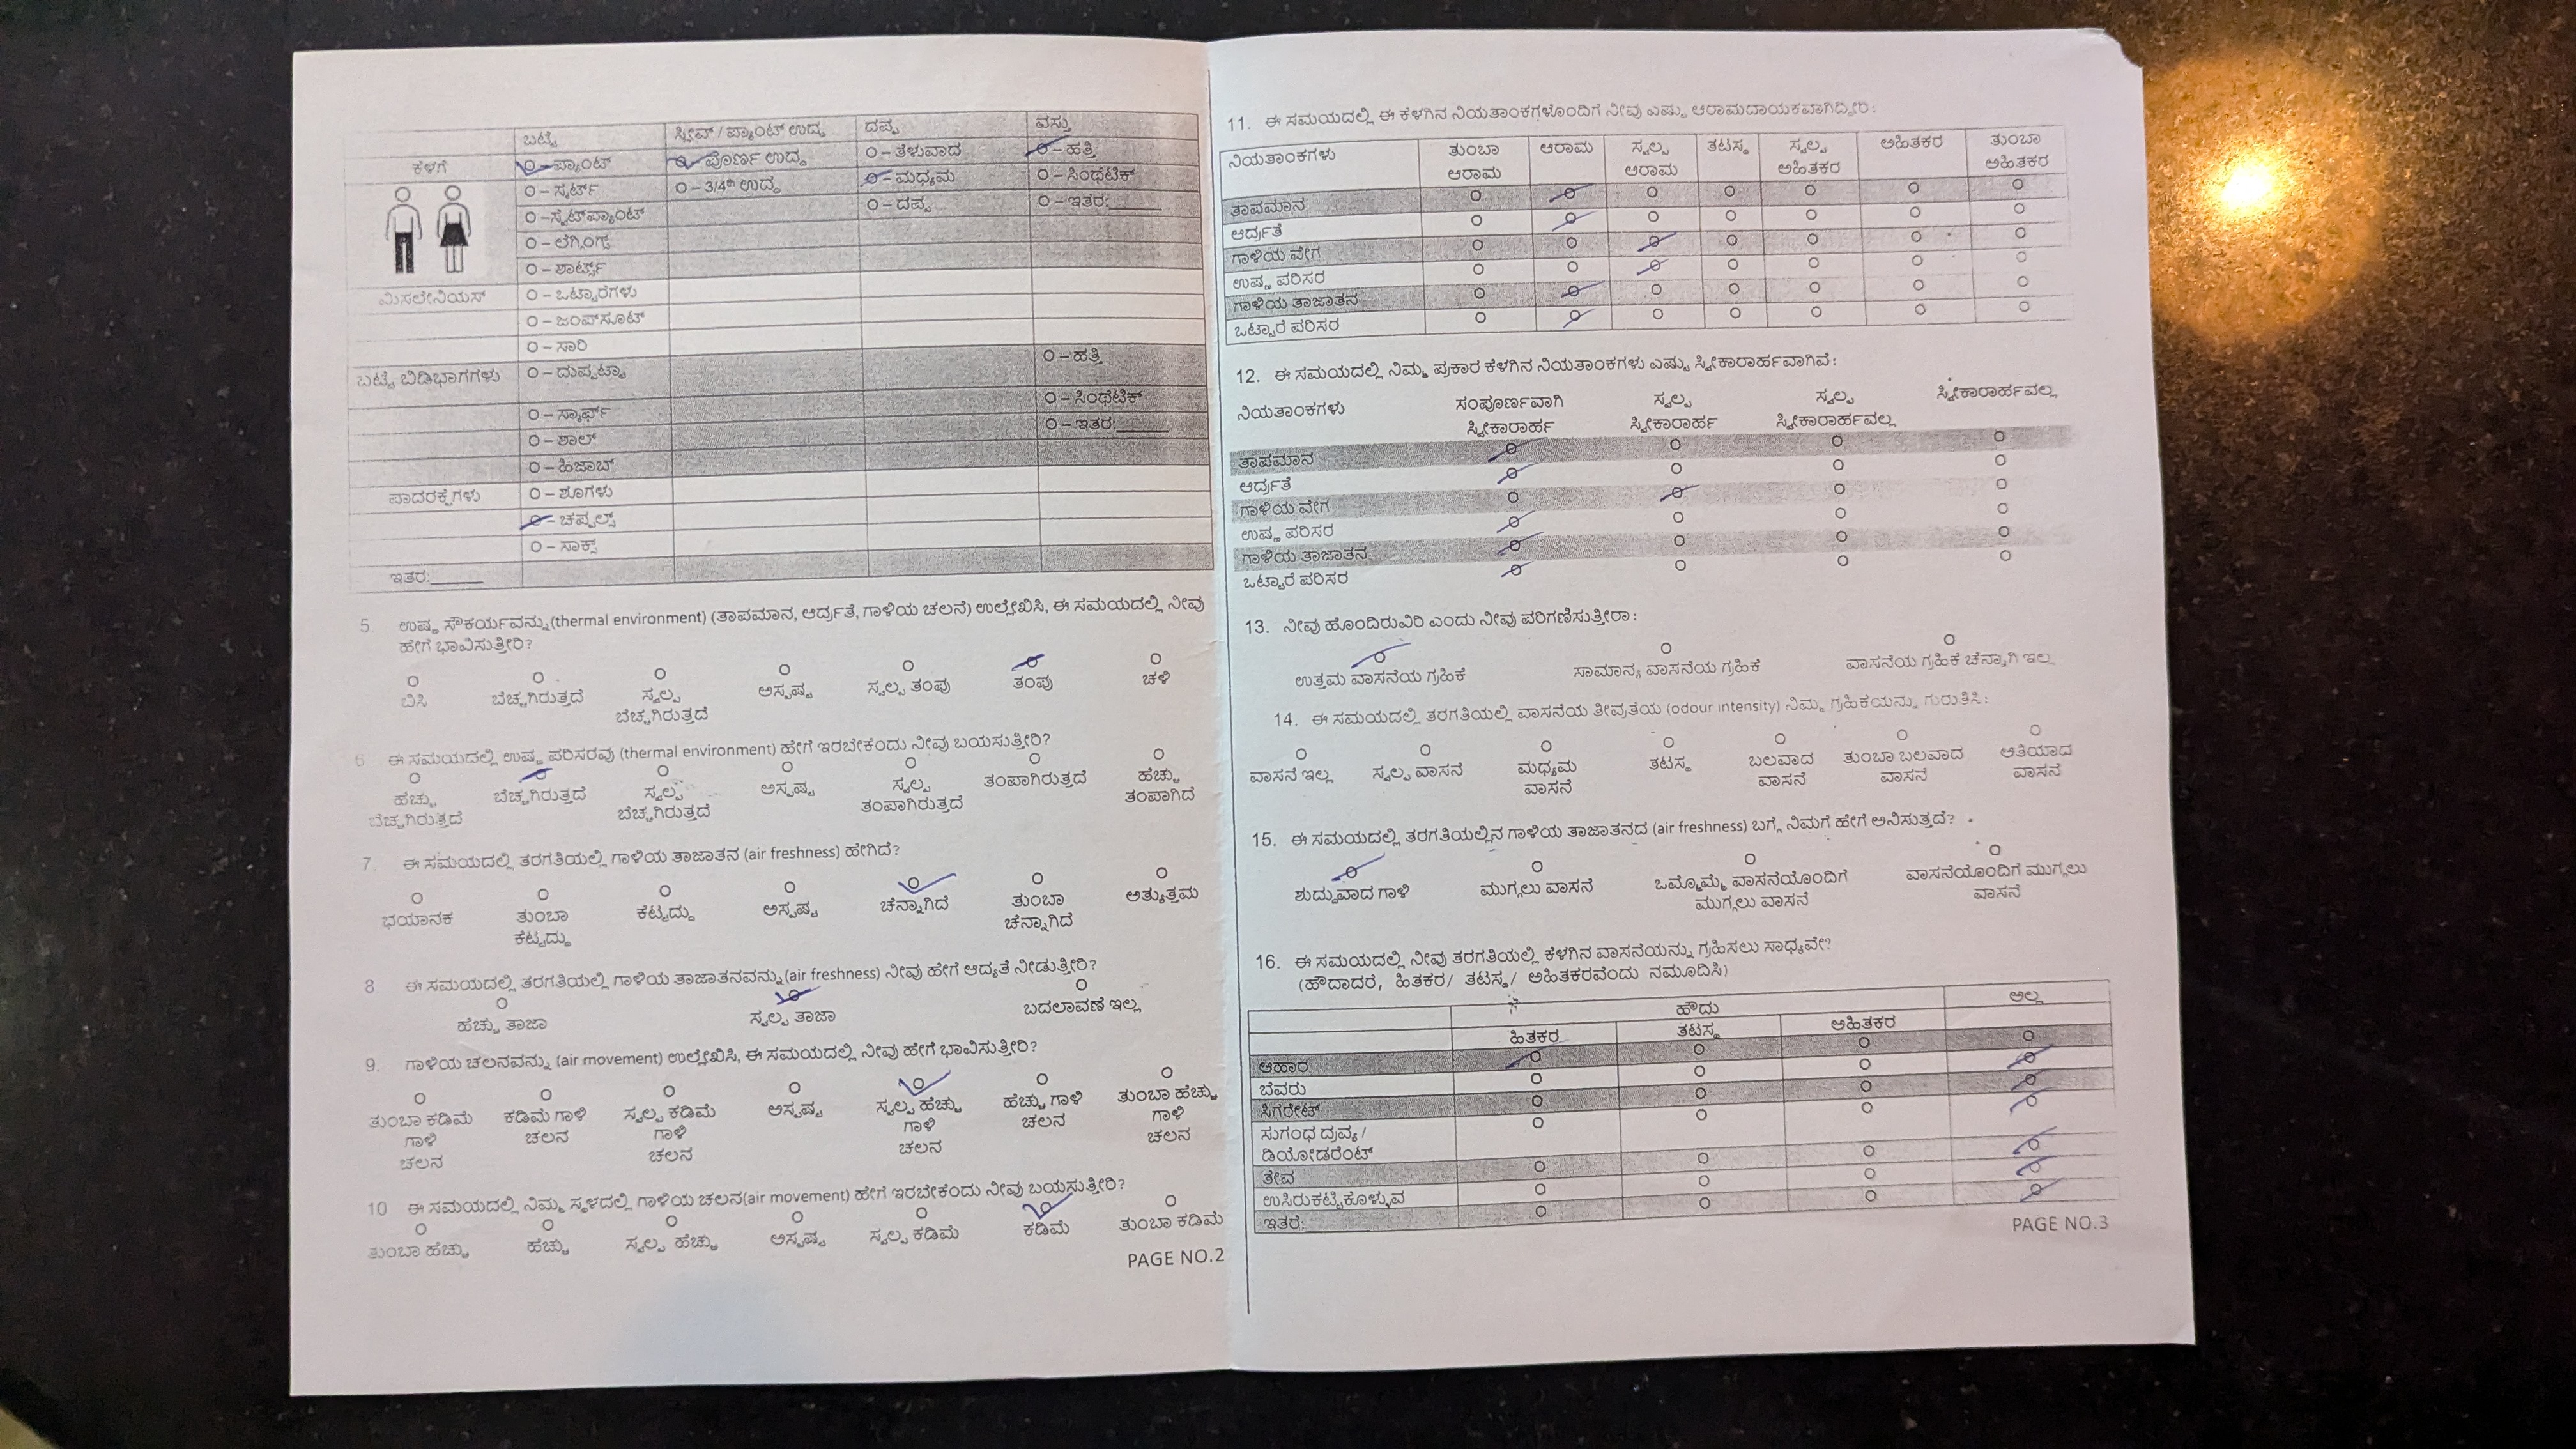 ಬಟ್ಟೆ ಸ್ಲೀವ್ / ಪ್ಯಾಂಟ್ ಉದ್ದ ದಪ್ಪ ವಸ್ತು
ಕೆಳಗೆ O – ಪ್ಯಾಂಟ್ O – ಪೂರ್ಣ ಉದ್ದ O – ತೆಳುವಾದ O – ಹತ್ತಿ
O – ಸ್ಕರ್ಟ್ O – 3/4th ಉದ್ದ O – ಮಧ್ಯಮ O – ಸಿಂಥೆಟಿಕ್
O – ಸ್ವೆಟ್‌ಪ್ಯಾಂಟ್ O – ದಪ್ಪ O – ಇತರ:______
O – ಲೆಗ್ಗಿಂಗ್ಸ್
O – ಶಾರ್ಟ್ಸ್
ಮಿಸಲೇನಿಯಸ್ O – ಒಟ್ಟಾರೆಗಳು
O – ಜಂಪ್‌ಸೂಟ್
O – ಸಾರಿ
ಬಟ್ಟೆ ಬಿಡಿಭಾಗಗಳು O – ದುಪ್ಪಟ್ಟಾ O – ಹತ್ತಿ
O – ಸ್ಕಾರ್ಫ್ O – ಸಿಂಥೆಟಿಕ್
O – ಶಾಲ್ O – ಇತರ:______
O – ಹಿಜಾಬ್
ಪಾದರಕ್ಷೆಗಳು O – ಶೂಗಳು
O – ಚಪ್ಪಲ್ಸ್
O – ಸಾಕ್ಸ್
ಇತರ:______
5. ಉಷ್ಣ ಸೌಕರ್ಯವನ್ನು (thermal environment) (ತಾಪಮಾನ, ಆರ್ದ್ರತೆ, ಗಾಳಿಯ ಚಲನೆ) ಉಲ್ಲೇಖಿಸಿ, ಈ ಸಮಯದಲ್ಲಿ ನೀವು
ಹೇಗೆ ಭಾವಿಸುತ್ತೀರಿ?
ಬಿಸಿ ಬೆಚ್ಚಗಿರುತ್ತದೆ ಸ್ವಲ್ಪ ಅಸ್ಪಷ್ಟ ಸ್ವಲ್ಪ ತಂಪು ತಂಪು ಚಳಿ
ಬೆಚ್ಚಗಿರುತ್ತದೆ
6 ಈ ಸಮಯದಲ್ಲಿ ಉಷ್ಣ ಪರಿಸರವು (thermal environment) ಹೇಗೆ ಇರಬೇಕೆಂದು ನೀವು ಬಯಸುತ್ತೀರಿ?
ಹೆಚ್ಚು ಬೆಚ್ಚಗಿರುತ್ತದೆ ಸ್ವಲ್ಪ ಅಸ್ಪಷ್ಟ ಸ್ವಲ್ಪ ತಂಪಾಗಿರುತ್ತದೆ ಹೆಚ್ಚು
ಬೆಚ್ಚಗಿರುತ್ತದೆ ಬೆಚ್ಚಗಿರುತ್ತದೆ ತಂಪಾಗಿರುತ್ತದೆ ತಂಪಾಗಿದೆ
7. ಈ ಸಮಯದಲ್ಲಿ ತರಗತಿಯಲ್ಲಿ ಗಾಳಿಯ ತಾಜಾತನ (air freshness) ಹೇಗಿದೆ?
ಭಯಾನಕ ತುಂಬಾ ಕೆಟ್ಟದ್ದು ಅಸ್ಪಷ್ಟ ಚೆನ್ನಾಗಿದೆ ತುಂಬಾ ಅತ್ಯುತ್ತಮ
ಕೆಟ್ಟದ್ದು ಚೆನ್ನಾಗಿದೆ
8 ಈ ಸಮಯದಲ್ಲಿ ತರಗತಿಯಲ್ಲಿ ಗಾಳಿಯ ತಾಜಾತನವನ್ನು (air freshness) ನೀವು ಹೇಗೆ ಆದ್ಯತೆ ನೀಡುತ್ತೀರಿ?
ಹೆಚ್ಚು ತಾಜಾ ಸ್ವಲ್ಪ ತಾಜಾ ಬದಲಾವಣೆ ಇಲ್ಲ
9. ಗಾಳಿಯ ಚಲನವನ್ನು (air movement) ಉಲ್ಲೇಖಿಸಿ, ಈ ಸಮಯದಲ್ಲಿ ನೀವು ಹೇಗೆ ಭಾವಿಸುತ್ತೀರಿ?
ತುಂಬಾ ಕಡಿಮೆ ಕಡಿಮೆ ಗಾಳಿ ಸ್ವಲ್ಪ ಕಡಿಮೆ ಅಸ್ಪಷ್ಟ ಸ್ವಲ್ಪ ಹೆಚ್ಚು ಹೆಚ್ಚು ಗಾಳಿ ತುಂಬಾ ಹೆಚ್ಚು
ಗಾಳಿ ಚಲನ ಗಾಳಿ ಗಾಳಿ ಚಲನ ಗಾಳಿ
ಚಲನ ಚಲನ ಚಲನ ಚಲನ
10 ಈ ಸಮಯದಲ್ಲಿ ನಿಮ್ಮ ಸ್ಥಳದಲ್ಲಿ ಗಾಳಿಯ ಚಲನ(air movement) ಹೇಗೆ ಇರಬೇಕೆಂದು ನೀವು ಬಯಸುತ್ತೀರಿ?
ತುಂಬಾ ಹೆಚ್ಚು ಹೆಚ್ಚು ಸ್ವಲ್ಪ ಹೆಚ್ಚು ಅಸ್ಪಷ್ಟ ಸ್ವಲ್ಪ ಕಡಿಮೆ ಕಡಿಮೆ ತುಂಬಾ ಕಡಿಮೆ
PAGE NO.2
11. ಈ ಸಮಯದಲ್ಲಿ ಈ ಕೆಳಗಿನ ನಿಯತಾಂಕಗಳೊಂದಿಗೆ ನೀವು ಎಷ್ಟು ಆರಾಮದಾಯಕವಾಗಿದ್ದೀರಿ:
ನಿಯತಾಂಕಗಳು ತುಂಬಾ ಆರಾಮ ಸ್ವಲ್ಪ ತಟಸ್ಥ ಸ್ವಲ್ಪ ಅಹಿತಕರ ತುಂಬಾ
ಆರಾಮ ಆರಾಮ ಅಹಿತಕರ ಅಹಿತಕರ
ತಾಪಮಾನ
ಆರ್ದ್ರತೆ
ಗಾಳಿಯ ವೇಗ
ಉಷ್ಣ ಪರಿಸರ
ಗಾಳಿಯ ತಾಜಾತನ
ಒಟ್ಟಾರೆ ಪರಿಸರ
12. ಈ ಸಮಯದಲ್ಲಿ ನಿಮ್ಮ ಪ್ರಕಾರ ಕೆಳಗಿನ ನಿಯತಾಂಕಗಳು ಎಷ್ಟು ಸ್ವೀಕಾರಾರ್ಹವಾಗಿವೆ:
ನಿಯತಾಂಕಗಳು ಸಂಪೂರ್ಣವಾಗಿ ಸ್ವಲ್ಪ ಸ್ವಲ್ಪ ಸ್ವೀಕಾರಾರ್ಹವಲ್ಲ
ಸ್ವೀಕಾರಾರ್ಹ ಸ್ವೀಕಾರಾರ್ಹ ಸ್ವೀಕಾರಾರ್ಹವಲ್ಲ
ತಾಪಮಾನ
ಆರ್ದ್ರತೆ
ಗಾಳಿಯ ವೇಗ
ಉಷ್ಣ ಪರಿಸರ
ಗಾಳಿಯ ತಾಜಾತನ
ಒಟ್ಟಾರೆ ಪರಿಸರ
13. ನೀವು ಹೊಂದಿರುವಿರಿ ಎಂದು ನೀವು ಪರಿಗಣಿಸುತ್ತೀರಾ:
ಉತ್ತಮ ವಾಸನೆಯ ಗ್ರಹಿಕೆ ಸಾಮಾನ್ಯ ವಾಸನೆಯ ಗ್ರಹಿಕೆ ವಾಸನೆಯ ಗ್ರಹಿಕೆ ಚೆನ್ನಾಗಿ ಇಲ್ಲ
14. ಈ ಸಮಯದಲ್ಲಿ ತರಗತಿಯಲ್ಲಿ ವಾಸನೆಯ ತೀವ್ರತೆಯ (odour intensity) ನಿಮ್ಮ ಗ್ರಹಿಕೆಯನ್ನು ಗುರುತಿಸಿ:
ವಾಸನೆ ಇಲ್ಲ ಸ್ವಲ್ಪ ವಾಸನೆ ಮಧ್ಯಮ ತಟಸ್ಥ ಬಲವಾದ ತುಂಬಾ ಬಲವಾದ ಅತಿಯಾದ
ವಾಸನೆ ವಾಸನೆ ವಾಸನೆ ವಾಸನೆ
15. ಈ ಸಮಯದಲ್ಲಿ ತರಗತಿಯಲ್ಲಿನ ಗಾಳಿಯ ತಾಜಾತನದ (air freshness) ಬಗ್ಗೆ ನಿಮಗೆ ಹೇಗೆ ಅನಿಸುತ್ತದೆ?
ಶುದ್ಧವಾದ ಗಾಳಿ ಮುಗ್ಗಲು ವಾಸನೆ ಒಮ್ಮೊಮ್ಮೆ ವಾಸನೆಯೊಂದಿಗೆ ವಾಸನೆಯೊಂದಿಗೆ ಮುಗ್ಗಲು
ಮುಗ್ಗಲು ವಾಸನೆ ವಾಸನೆ
16. ಈ ಸಮಯದಲ್ಲಿ ನೀವು ತರಗತಿಯಲ್ಲಿ ಕೆಳಗಿನ ವಾಸನೆಯನ್ನು ಗ್ರಹಿಸಲು ಸಾಧ್ಯವೇ?
(ಹೌದಾದರೆ, ಹಿತಕರ/ ತಟಸ್ಥ/ ಅಹಿತಕರವೆಂದು ನಮೂದಿಸಿ)
ಹೌದು ಅಲ್ಲ
ಹಿತಕರ ತಟಸ್ಥ ಅಹಿತಕರ
ಆಹಾರ
ಬೆವರು
ಸಿಗರೇಟ್
ಸುಗಂಧ ದ್ರವ್ಯ /
ಡಿಯೋಡರೆಂಟ್
ತೇವ
ಉಸಿರುಕಟ್ಟಿಕೊಳ್ಳುವ
ಇತರೆ:
PAGE NO.3